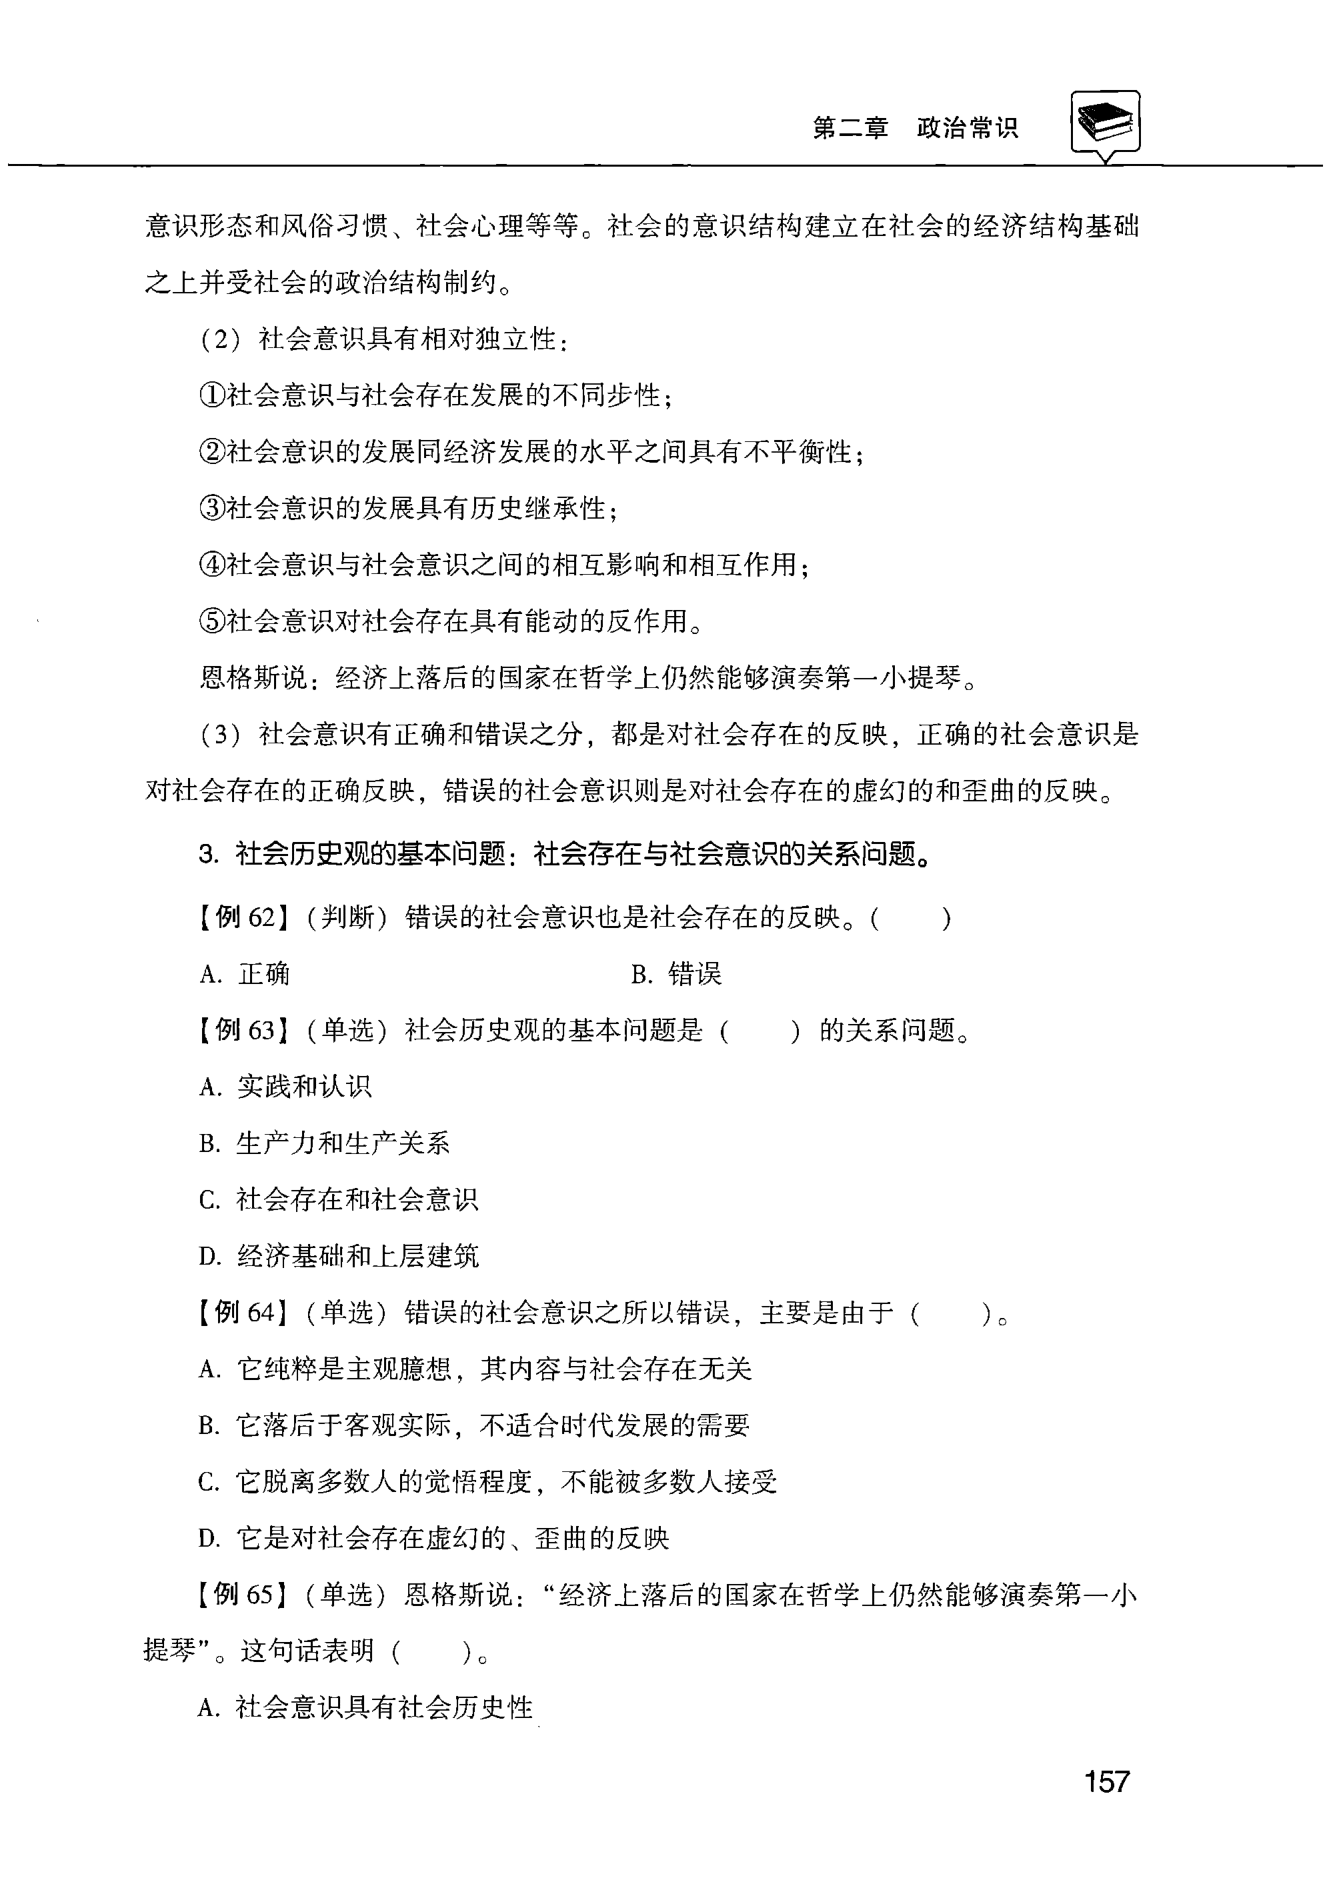 第二章 政治常识
意识形态和风俗习惯、社会心理等等。社会的意识结构建立在社会的经济结构基础
之上并受社会的政治结构制约。
（2）社会意识具有相对独立性：
①社会意识与社会存在发展的不同步性；
②社会意识的发展同经济发展的水平之间具有不平衡性；
③社会意识的发展具有历史继承性；
④社会意识与社会意识之间的相互影响和相互作用；
⑤社会意识对社会存在具有能动的反作用。
恩格斯说：经济上落后的国家在哲学上仍然能够演奏第一小提琴。
（3）社会意识有正确和错误之分，都是对社会存在的反映，正确的社会意识是
对社会存在的正确反映，错误的社会意识则是对社会存在的虚幻的和歪曲的反映。
3. 社会历史观的基本问题：社会存在与社会意识的关系问题。
【例 62】（判断）错误的社会意识也是社会存在的反映。（　　）
A. 正确　　B. 错误
【例 63】（单选）社会历史观的基本问题是（　　）的关系问题。
A. 实践和认识
B. 生产力和生产关系
C. 社会存在和社会意识
D. 经济基础和上层建筑
【例 64】（单选）错误的社会意识之所以错误，主要是由于（　　）。
A. 它纯粹是主观臆想，其内容与社会存在无关
B. 它落后于客观实际，不适合时代发展的需要
C. 它脱离多数人的觉悟程度，不能被多数人接受
D. 它是对社会存在虚幻的、歪曲的反映
【例 65】（单选）恩格斯说：“经济上落后的国家在哲学上仍然能够演奏第一小
提琴”。这句话表明（　　）。
A. 社会意识具有社会历史性
157